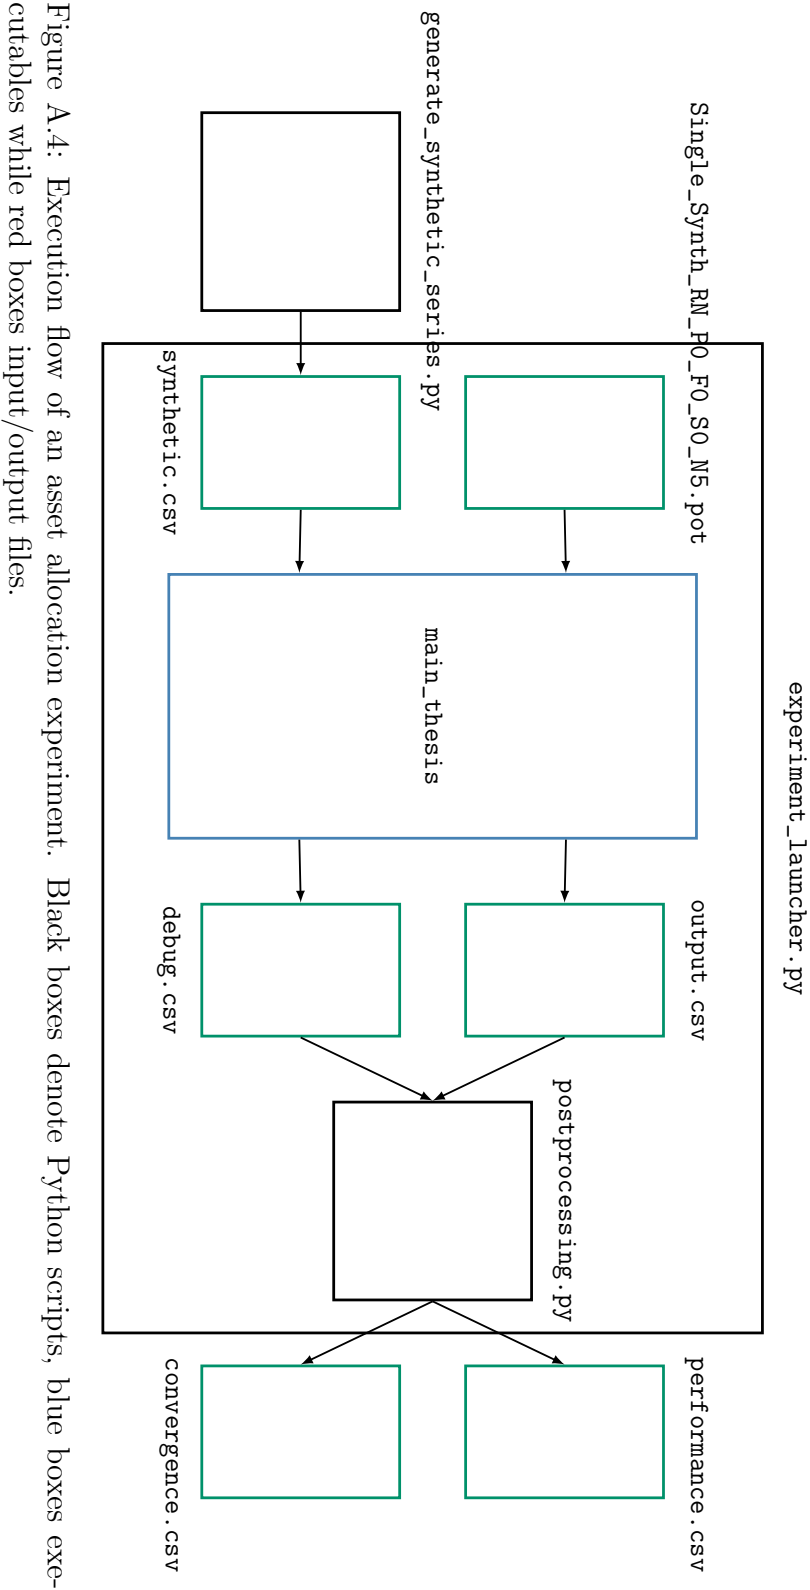 experiment_launcher.py
Single_Synth_RN_P0_F0_S0_N5.pot
output.csv
performance.csv
postprocessing.py
generate_synthetic_series.py
main_thesis
synthetic.csv
debug.csv
convergence.csv
Figure A.4: Execution flow of an asset allocation experiment. Black boxes denote Python scripts, blue boxes exe-
cutables while red boxes input/output files.